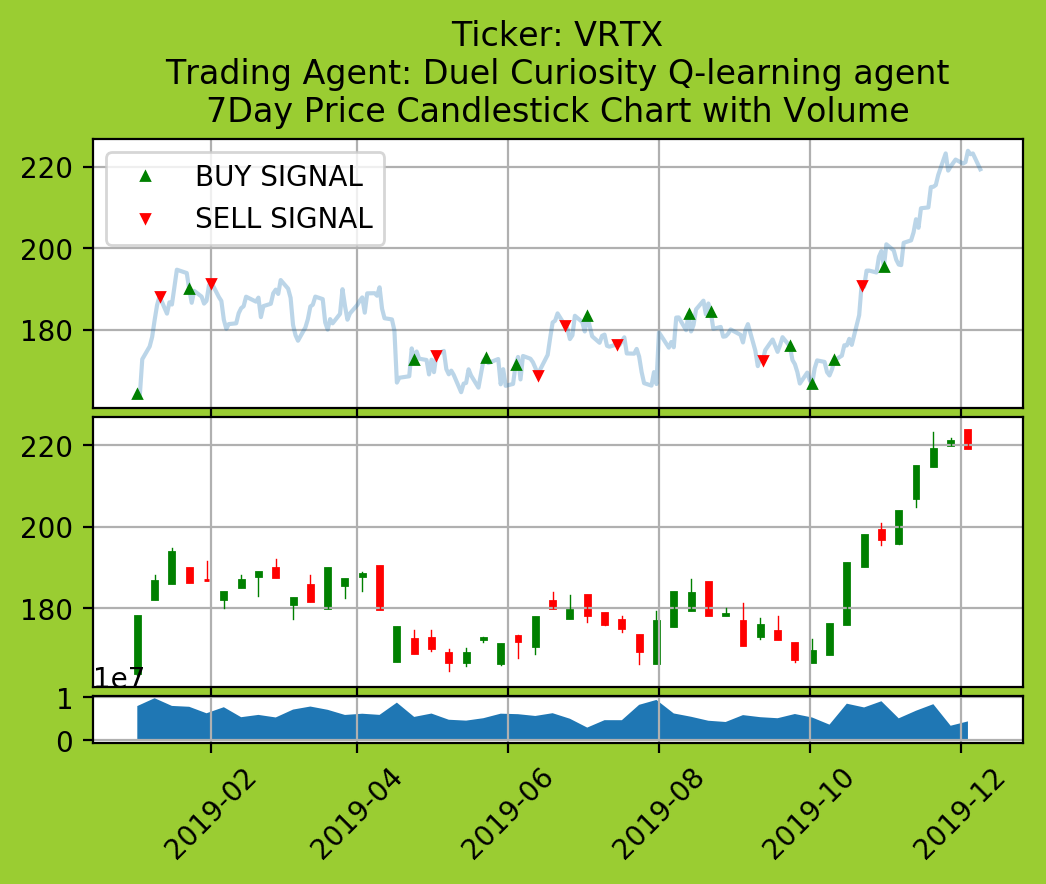 Ticker: VRTX
Trading Agent: Duel Curiosity Q-learning agent
7Day Price Candlestick Chart with Volume
220
200
180
BUY SIGNAL
SELL SIGNAL
220
200
180
1e7
1
0
2019-02
2019-04
2019-06
2019-08
2019-10
2019-12